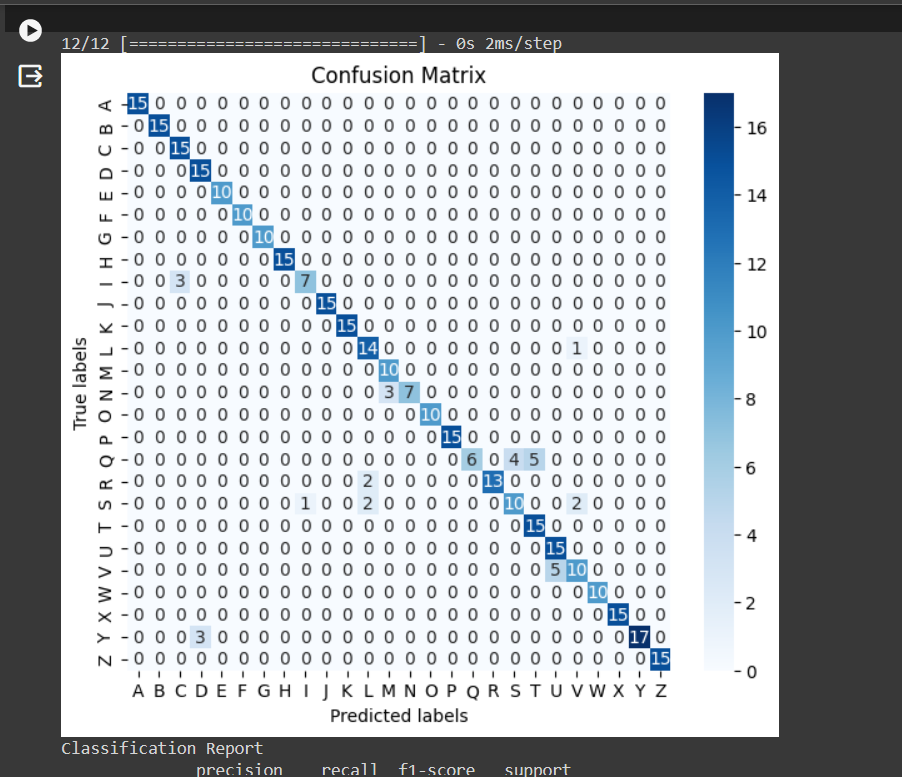 12/12 [==============================] - 0s 2ms/step
Confusion Matrix
A 15 0 0 0 0 0 0 0 0 0 0 0 0 0 0 0 0 0 0 0 0 0 0 0 0 0
B 0 15 0 0 0 0 0 0 0 0 0 0 0 0 0 0 0 0 0 0 0 0 0 0 0 0
C 0 0 15 0 0 0 0 0 0 0 0 0 0 0 0 0 0 0 0 0 0 0 0 0 0 0
D 0 0 0 15 0 0 0 0 0 0 0 0 0 0 0 0 0 0 0 0 0 0 0 0 0 0
E 0 0 0 0 10 0 0 0 0 0 0 0 0 0 0 0 0 0 0 0 0 0 0 0 0 0
F 0 0 0 0 0 10 0 0 0 0 0 0 0 0 0 0 0 0 0 0 0 0 0 0 0 0
G 0 0 0 0 0 0 10 0 0 0 0 0 0 0 0 0 0 0 0 0 0 0 0 0 0 0
H 0 0 0 0 0 0 0 15 0 0 0 0 0 0 0 0 0 0 0 0 0 0 0 0 0 0
I 0 0 3 0 0 0 0 0 7 0 0 0 0 0 0 0 0 0 0 0 0 0 0 0 0 0
J 0 0 0 0 0 0 0 0 0 15 0 0 0 0 0 0 0 0 0 0 0 0 0 0 0 0
K 0 0 0 0 0 0 0 0 0 0 15 0 0 0 0 0 0 0 0 0 0 0 0 0 0 0
L 0 0 0 0 0 0 0 0 0 0 0 14 0 0 0 0 0 0 0 0 0 1 0 0 0 0
M 0 0 0 0 0 0 0 0 0 0 0 0 10 0 0 0 0 0 0 0 0 0 0 0 0 0
N 0 0 0 0 0 0 0 0 0 0 0 0 3 7 0 0 0 0 0 0 0 0 0 0 0 0
O 0 0 0 0 0 0 0 0 0 0 0 0 0 0 10 0 0 0 0 0 0 0 0 0 0 0
P 0 0 0 0 0 0 0 0 0 0 0 0 0 0 0 15 0 0 0 0 0 0 0 0 0 0
Q 0 0 0 0 0 0 0 0 0 0 0 0 0 0 0 0 6 0 4 5 0 0 0 0 0 0
R 0 0 0 0 0 0 0 0 0 0 0 2 0 0 0 0 0 13 0 0 0 0 0 0 0 0
S 0 0 0 0 0 0 0 0 1 0 0 2 0 0 0 0 0 0 10 0 0 2 0 0 0 0
T 0 0 0 0 0 0 0 0 0 0 0 0 0 0 0 0 0 0 0 15 0 0 0 0 0 0
U 0 0 0 0 0 0 0 0 0 0 0 0 0 0 0 0 0 0 0 0 15 0 0 0 0 0
V 0 0 0 0 0 0 0 0 0 0 0 0 0 0 0 0 0 0 0 0 5 10 0 0 0 0
W 0 0 0 0 0 0 0 0 0 0 0 0 0 0 0 0 0 0 0 0 0 0 10 0 0 0
X 0 0 0 0 0 0 0 0 0 0 0 0 0 0 0 0 0 0 0 0 0 0 0 15 0 0
Y 0 0 0 3 0 0 0 0 0 0 0 0 0 0 0 0 0 0 0 0 0 0 0 0 17 0
Z 0 0 0 0 0 0 0 0 0 0 0 0 0 0 0 0 0 0 0 0 0 0 0 0 0 15
A B C D E F G H I J K L M N O P Q R S T U V W X Y Z
True labels
Predicted labels
16
14
12
10
8
6
4
2
0
Classification Report
precision recall f1-score support